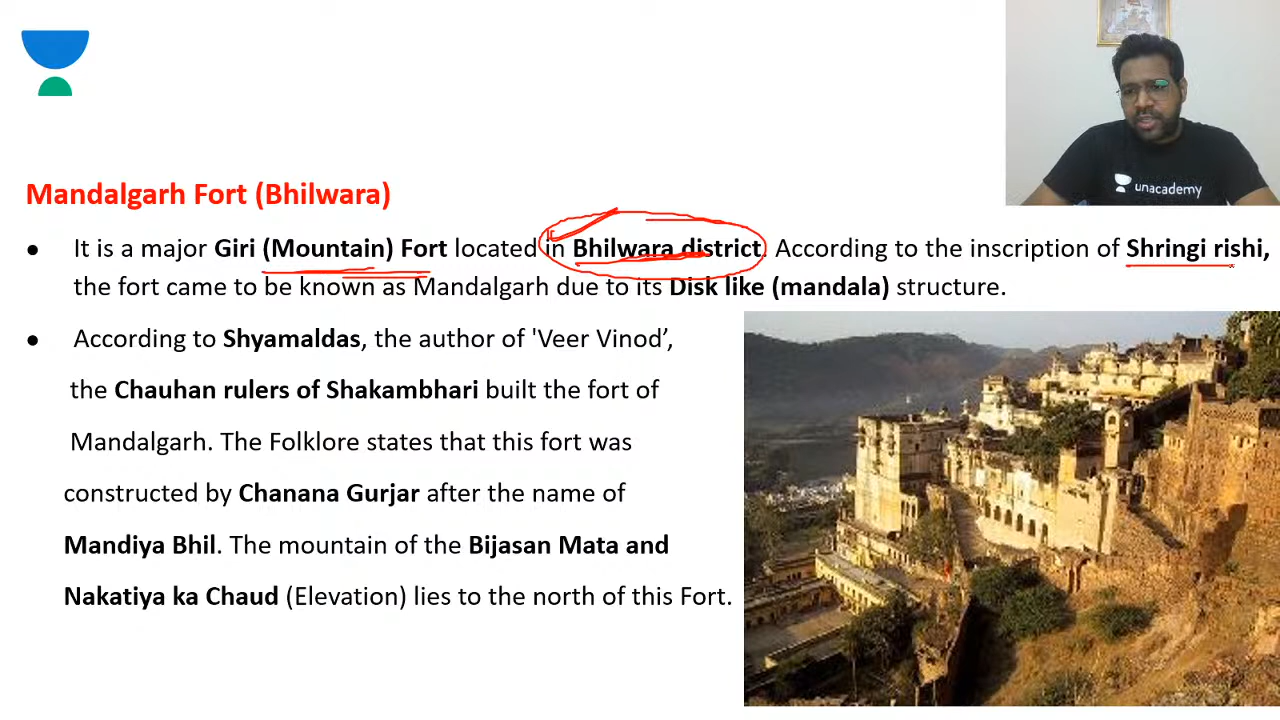 unacademy
Mandalgarh Fort (Bhilwara)
● It is a major Giri (Mountain) Fort located in Bhilwara district. According to the inscription of Shringi rishi,
the fort came to be known as Mandalgarh due to its Disk like (mandala) structure.
● According to Shyamaldas, the author of 'Veer Vinod’,
the Chauhan rulers of Shakambhari built the fort of
Mandalgarh. The Folklore states that this fort was
constructed by Chanana Gurjar after the name of
Mandiya Bhil. The mountain of the Bijasan Mata and
Nakatiya ka Chaud (Elevation) lies to the north of this Fort.